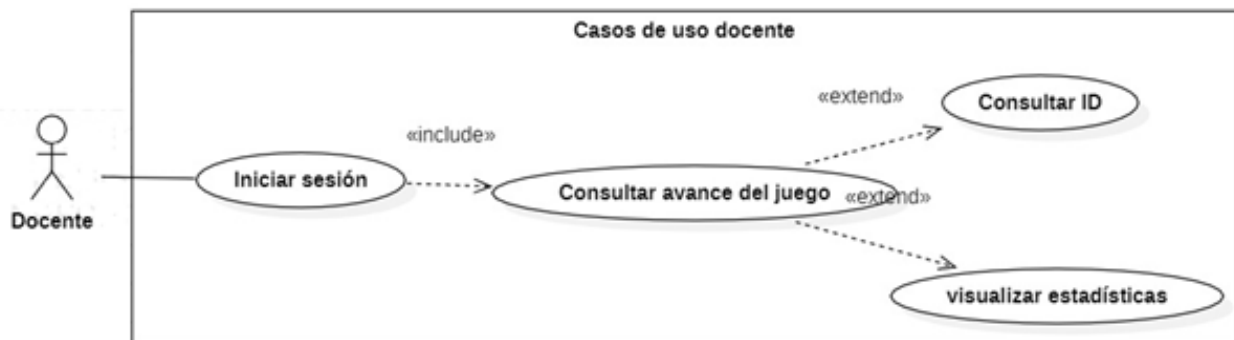 Casos de uso docente
«extend»
Consultar ID
«include»
Iniciar sesión
Consultar avance del juego
«extend»
Docente
visualizar estadísticas